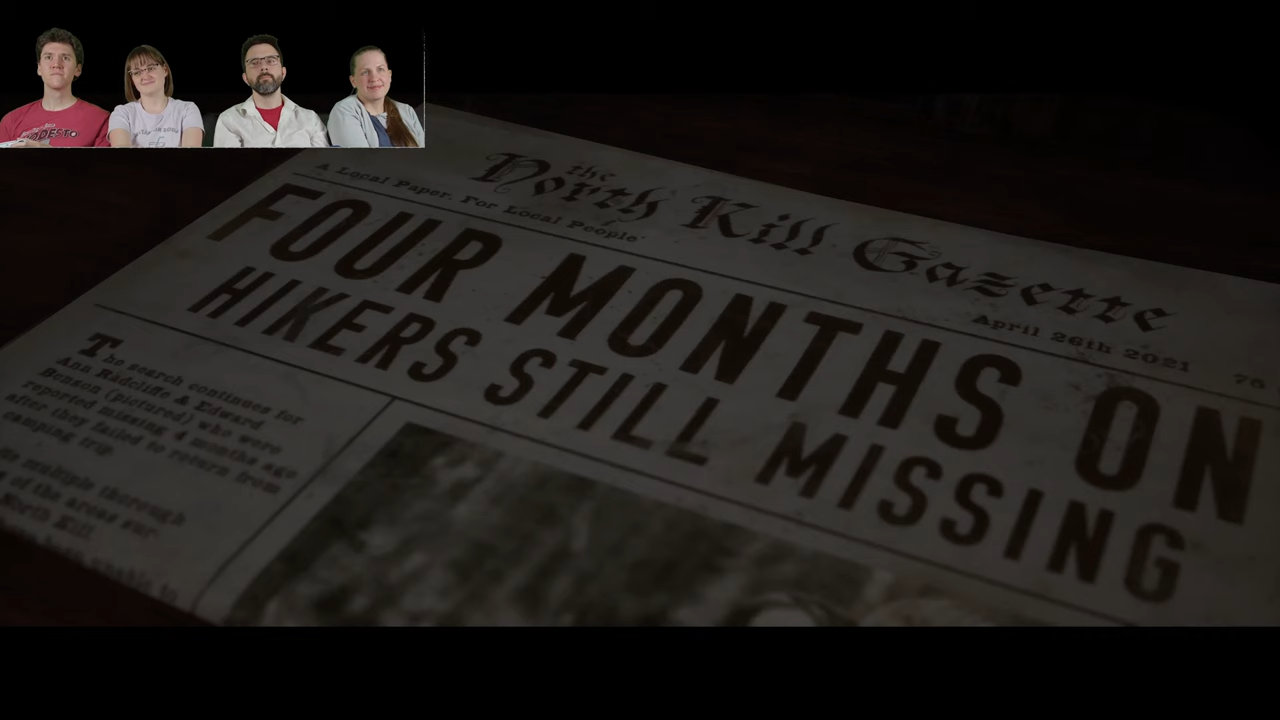 the
North Kill Gazette
A Local Paper, For Local People
April 26th 2021
FOUR MONTHS ON
HIKERS STILL MISSING
The search continues for
Ann Radcliffe & Edward
Benson (pictured) who were
reported missing 4 months ago
after they failed to return from
camping trip.
multiple thorough
of the areas sur-
North Kill.